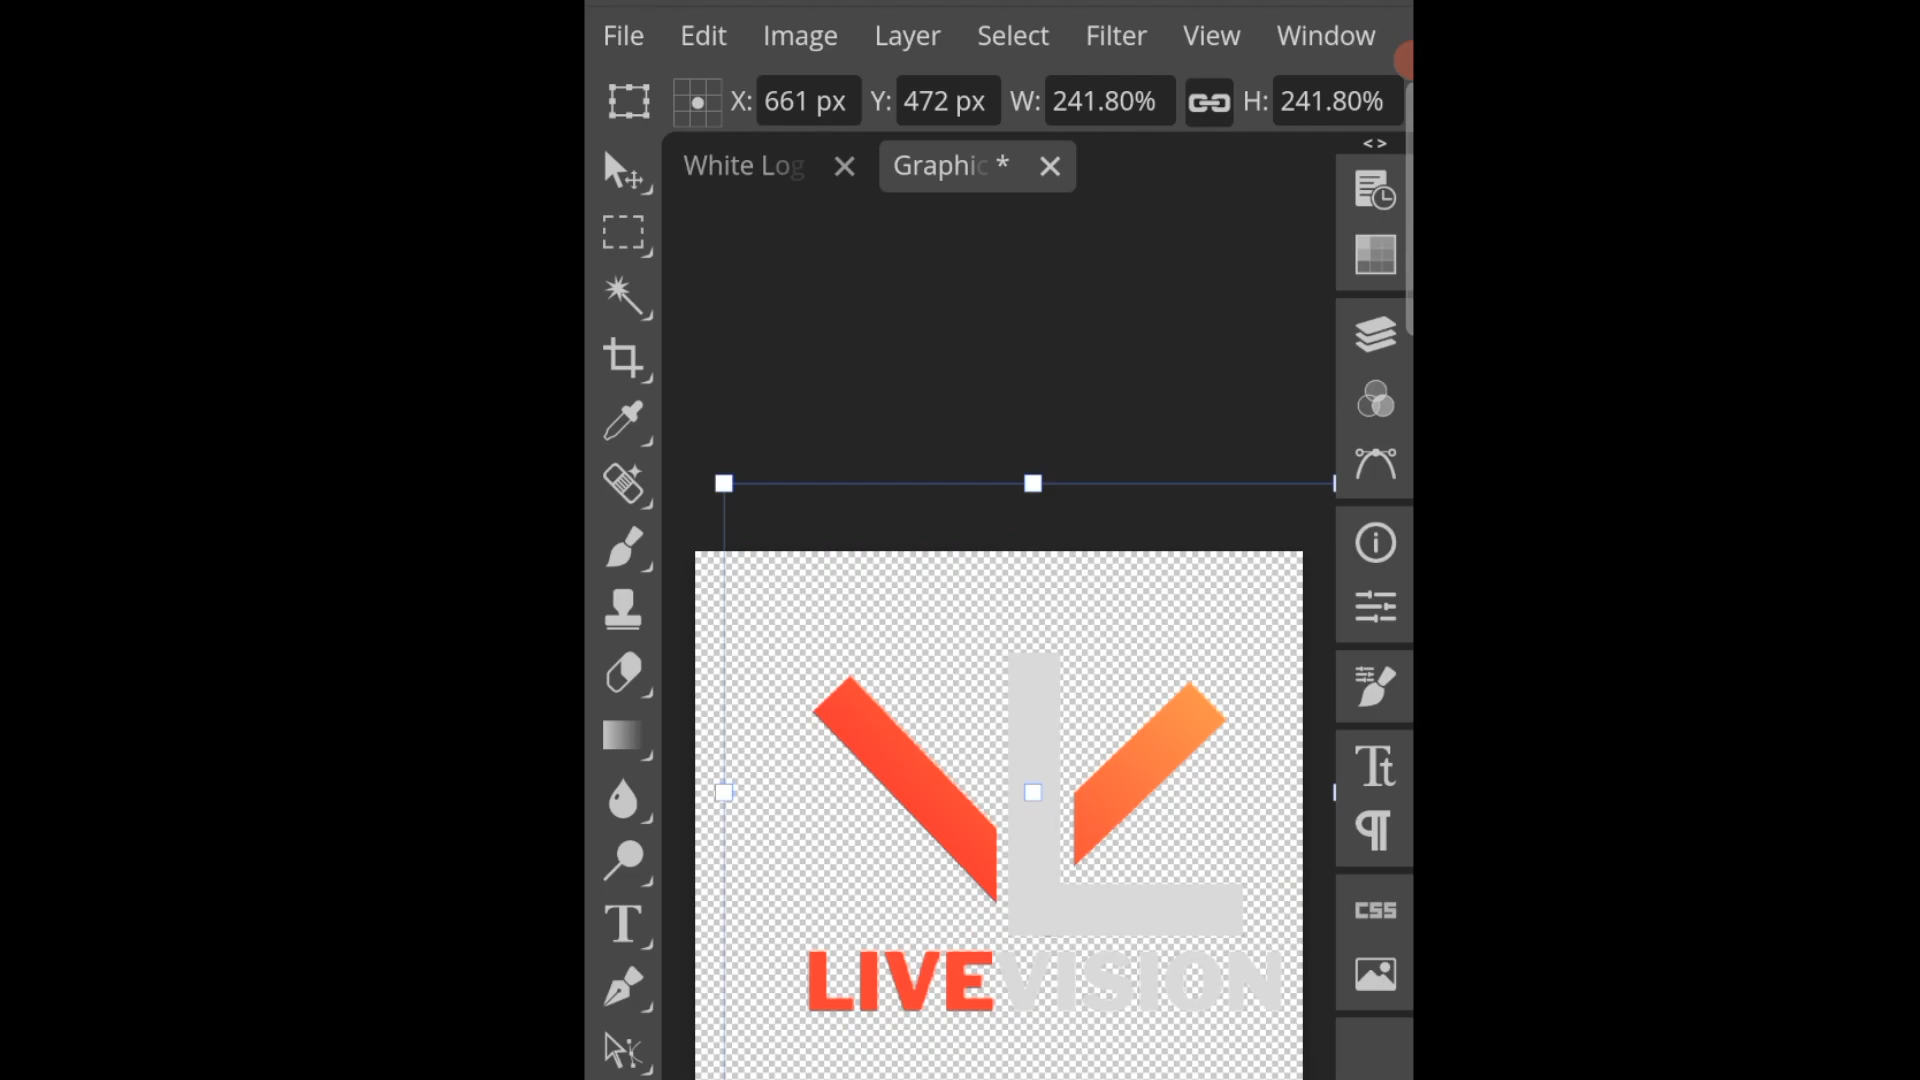 File Edit Image Layer Select Filter View Window
X: 661 px Y: 472 px W: 241.80% H: 241.80%
< >
White Log Graphic *
Tt
CSS
T
LIVEVISION